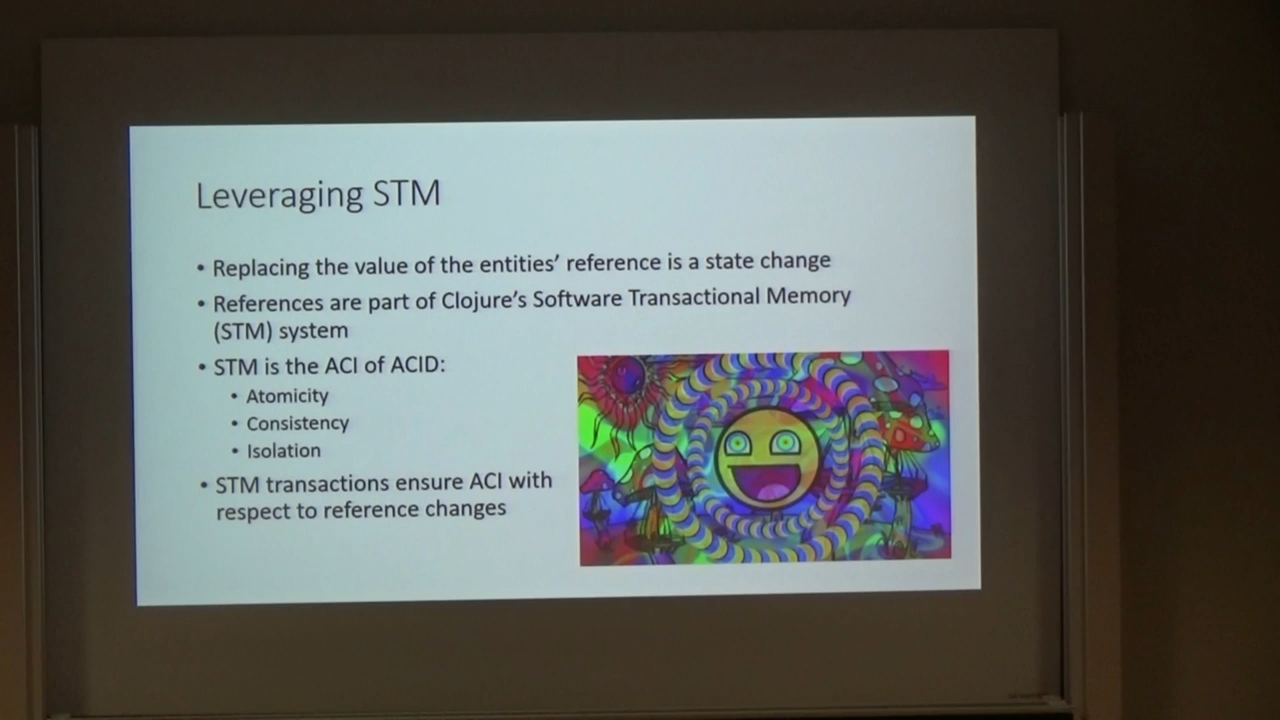 Leveraging STM
• Replacing the value of the entities’ reference is a state change
• References are part of Clojure’s Software Transactional Memory
(STM) system
• STM is the ACI of ACID:
• Atomicity
• Consistency
• Isolation
• STM transactions ensure ACI with
respect to reference changes